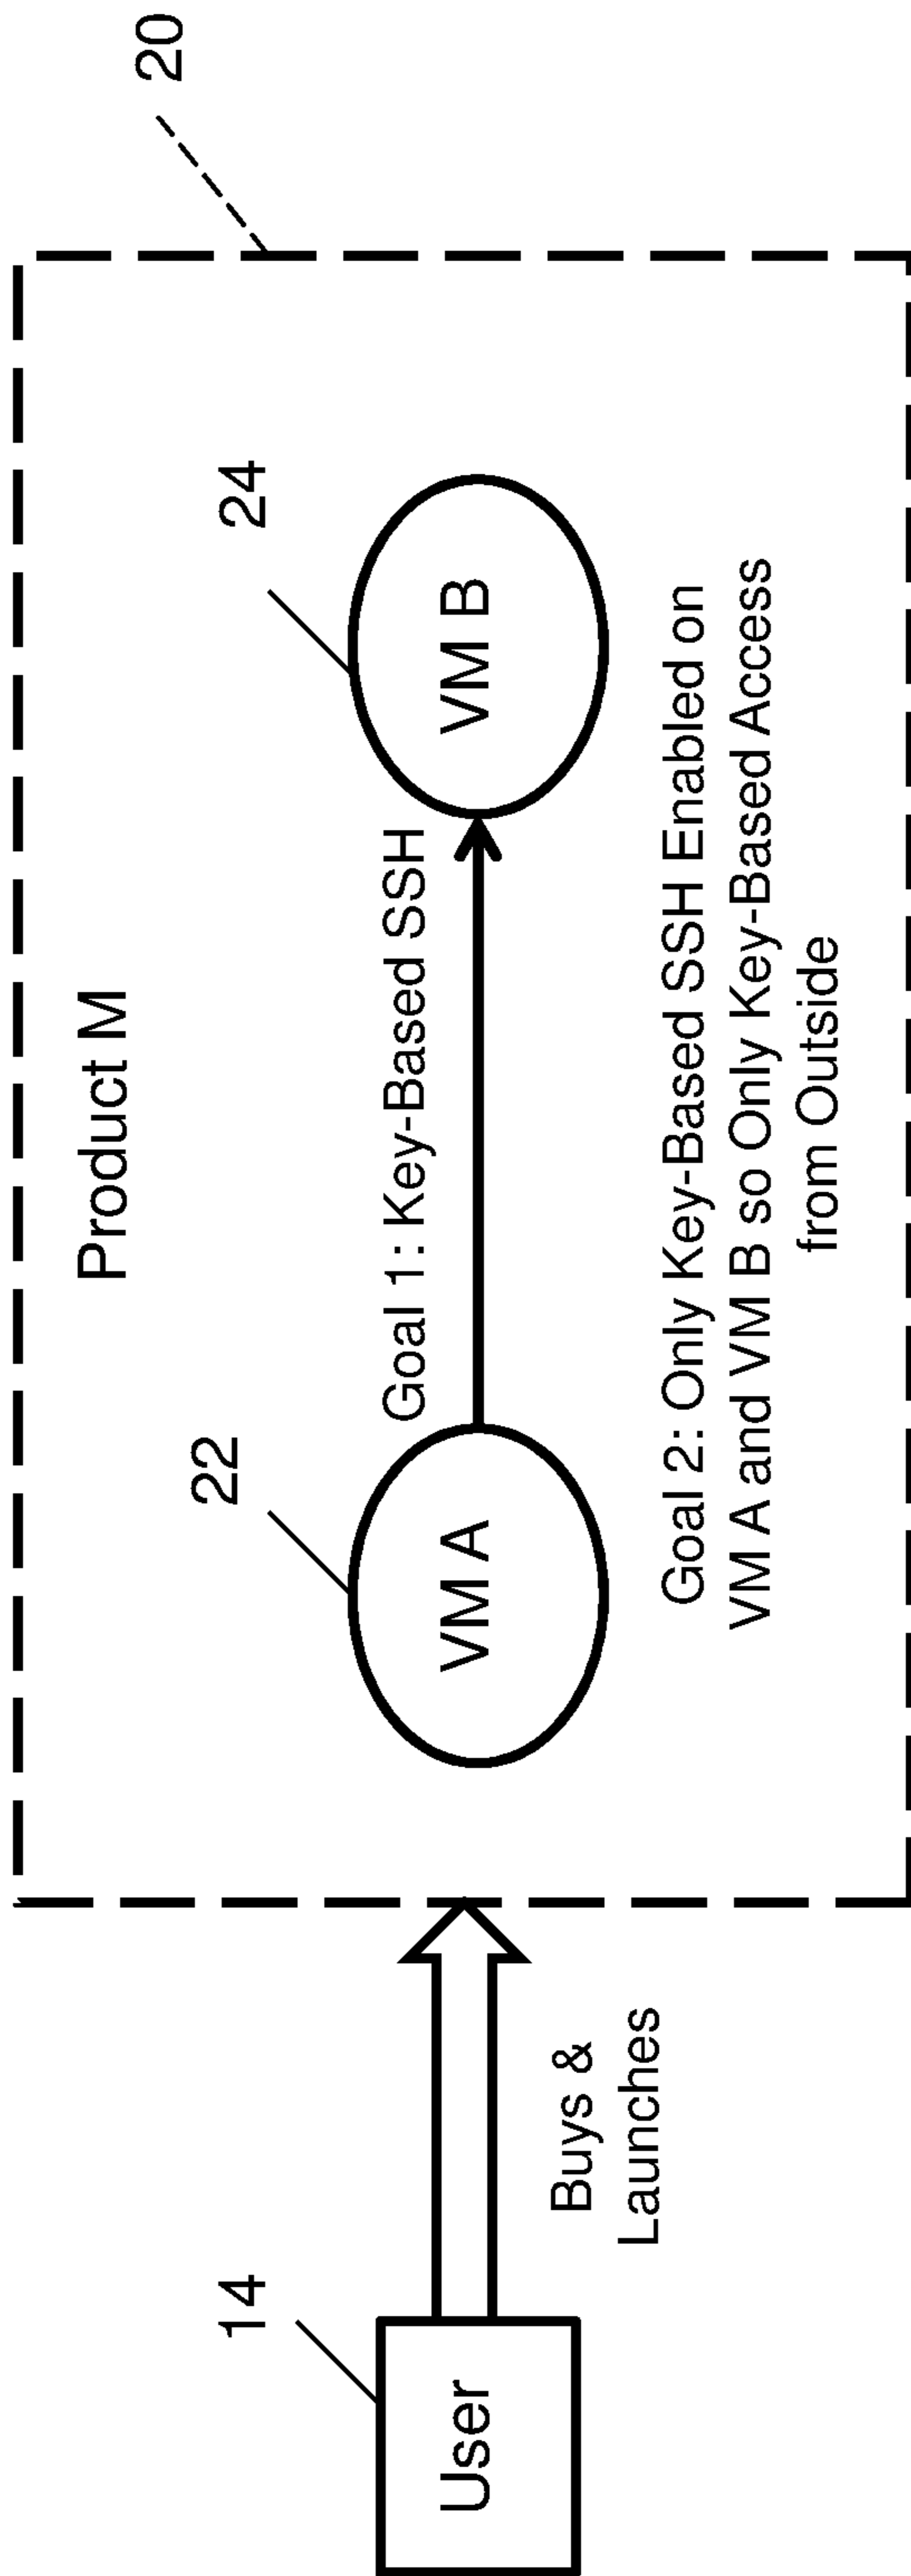 20
Product M
22
24
VM A
Goal 1: Key-Based SSH
VM B
Goal 2: Only Key-Based SSH Enabled on
VM A and VM B so Only Key-Based Access
from Outside
14
User
Buys &
Launches